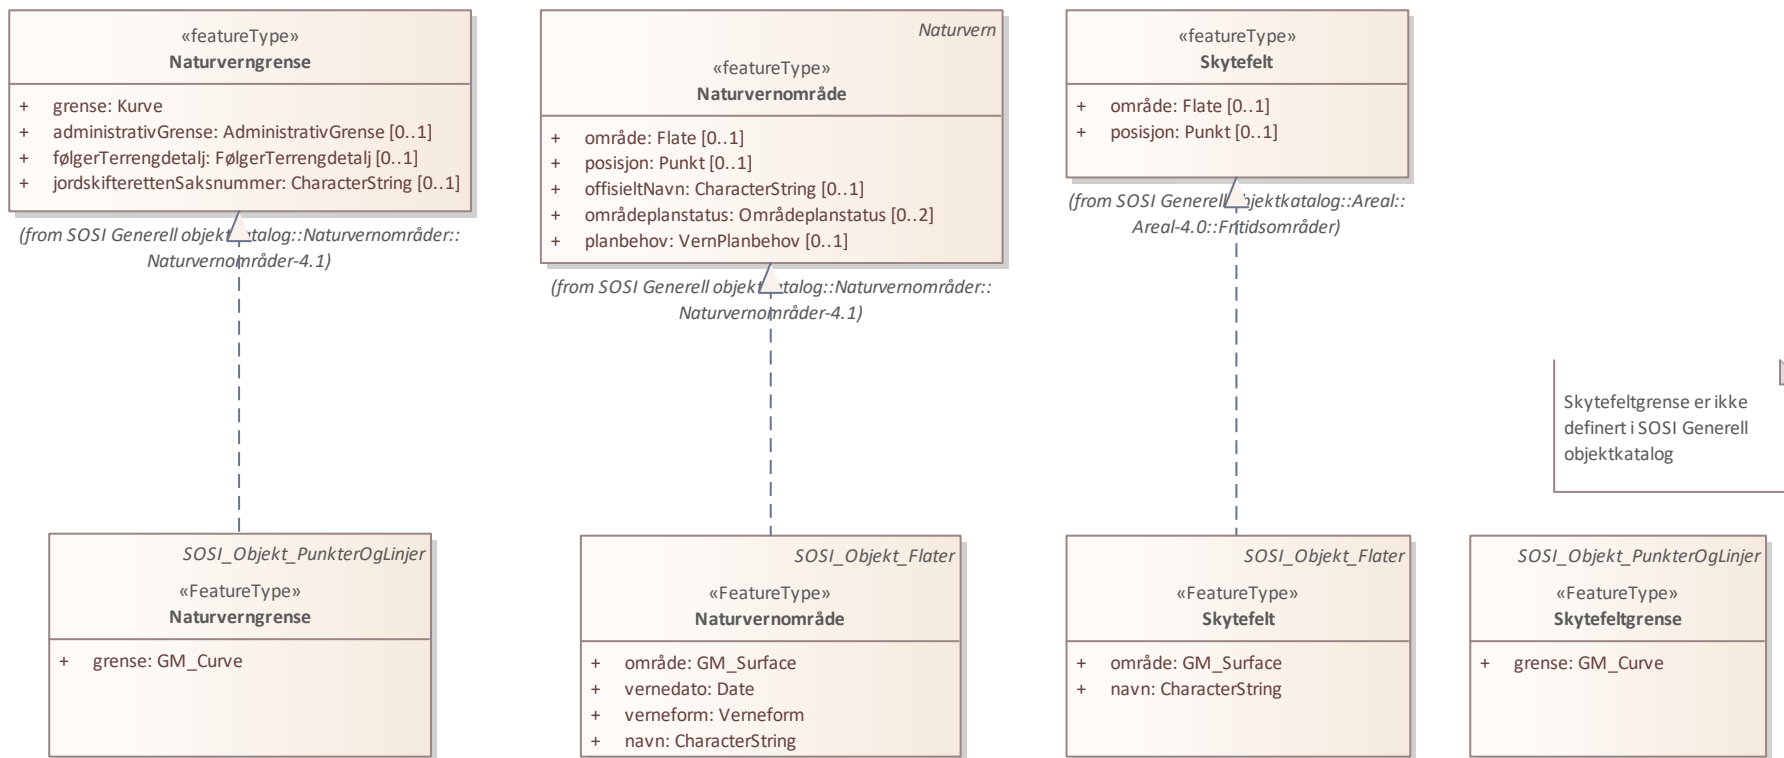 «featureType»
Naturverngrense
+ grense: Kurve
+ administrativGrense: AdministrativGrense [0..1]
+ følgerTerrengdetalj: FølgerTerrengdetalj [0..1]
+ jordskifterettenSaksnummer: CharacterString [0..1]
(from SOSI Generell objektkatalog::Naturvernområder::
Naturvernområder-4.1)
Naturvern
«featureType»
Naturvernområde
+ område: Flate [0..1]
+ posisjon: Punkt [0..1]
+ offisieltNavn: CharacterString [0..1]
+ områdeplanstatus: Områdeplanstatus [0..2]
+ planbehov: VernPlanbehov [0..1]
(from SOSI Generell objektkatalog::Naturvernområder::
Naturvernområder-4.1)
«featureType»
Skytefelt
+ område: Flate [0..1]
+ posisjon: Punkt [0..1]
(from SOSI Generell objektkatalog::Areal::
Areal-4.0::Fritidsområder)
Skytefeltgrense er ikke
definert i SOSI Generell
objektkatalog
SOSI_Objekt_PunkterOgLinjer
«FeatureType»
Naturverngrense
+ grense: GM_Curve
SOSI_Objekt_Flater
«FeatureType»
Naturvernområde
+ område: GM_Surface
+ vernedato: Date
+ verneform: Verneform
+ navn: CharacterString
SOSI_Objekt_Flater
«FeatureType»
Skytefelt
+ område: GM_Surface
+ navn: CharacterString
SOSI_Objekt_PunkterOgLinjer
«FeatureType»
Skytefeltgrense
+ grense: GM_Curve